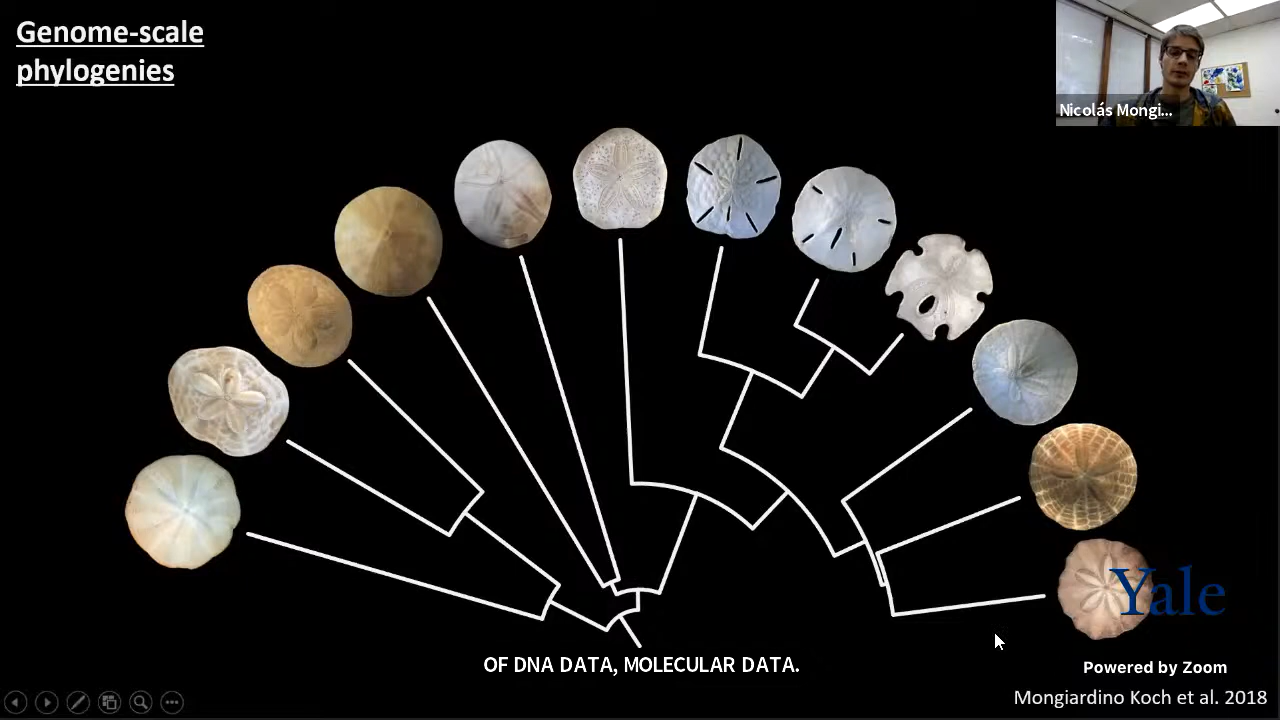 Genome-scale
phylogenies
Nicolás Mongi...
Yale
OF DNA DATA, MOLECULAR DATA.
Powered by Zoom
Mongiardino Koch et al. 2018